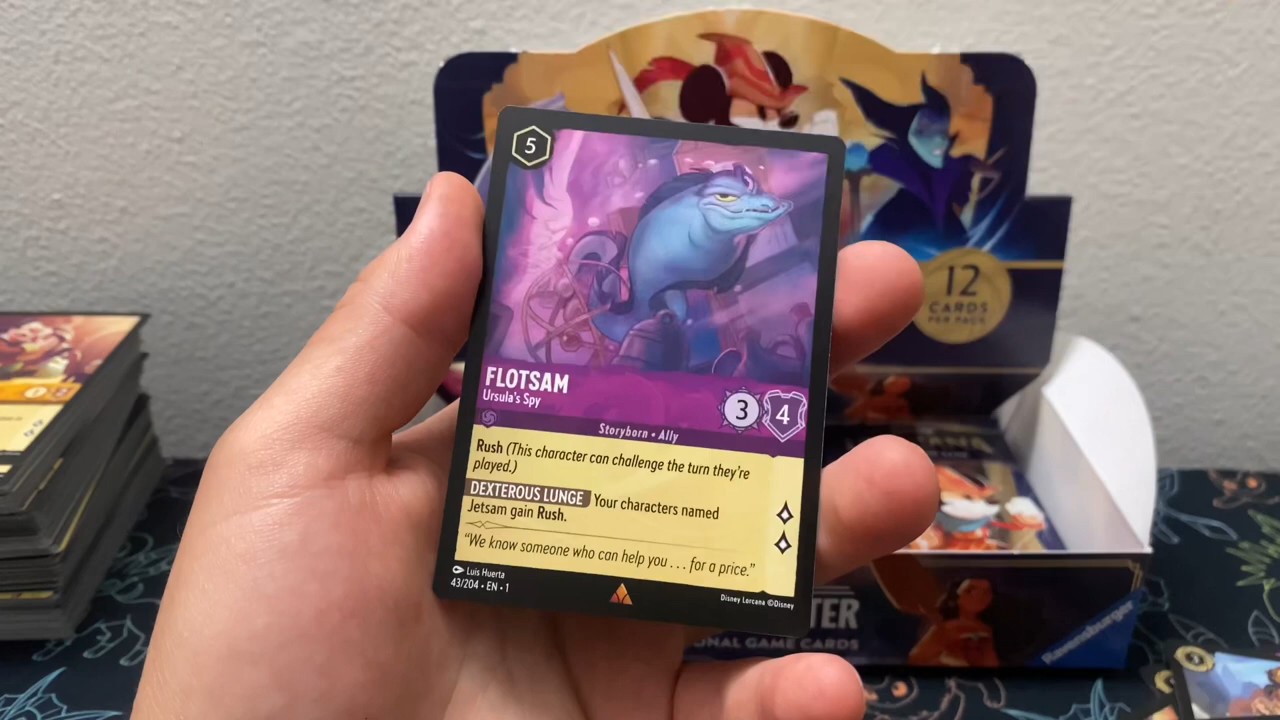 5
FLOTSAM
Ursula's Spy
3 4
Storyborn • Ally
Rush (This character can challenge the turn they're
played.)
DEXTEROUS LUNGE Your characters named
Jetsam gain Rush.
"We know someone who can help you . . . for a price."
Luis Huerta
43/204 • EN • 1
Disney Lorcana ©Disney
12
CARDS
PER PACK
TER
ONAL GAME CARDS
Ravensburger